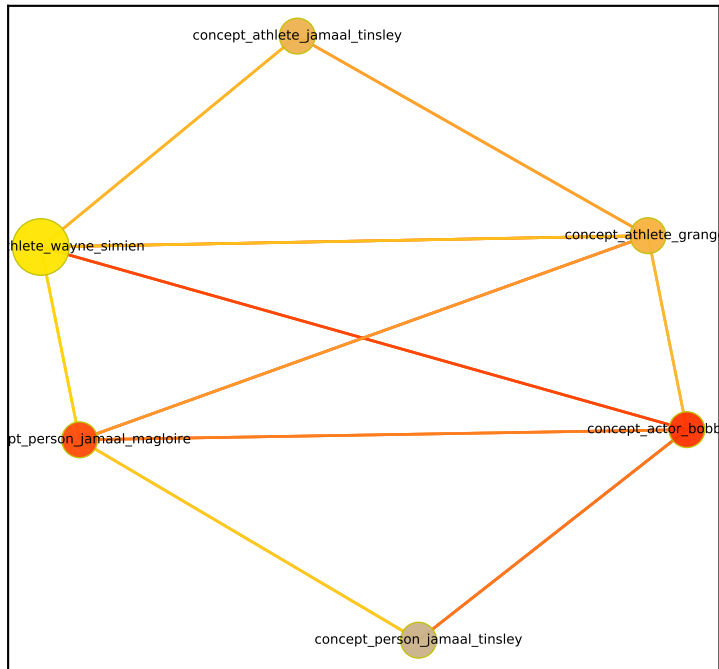 concept_athlete_jamaal_tinsley
concept_athlete_grang
hlete_wayne_simien
concept_actor_bobb
pt_person_jamaal_magloire
concept_person_jamaal_tinsley